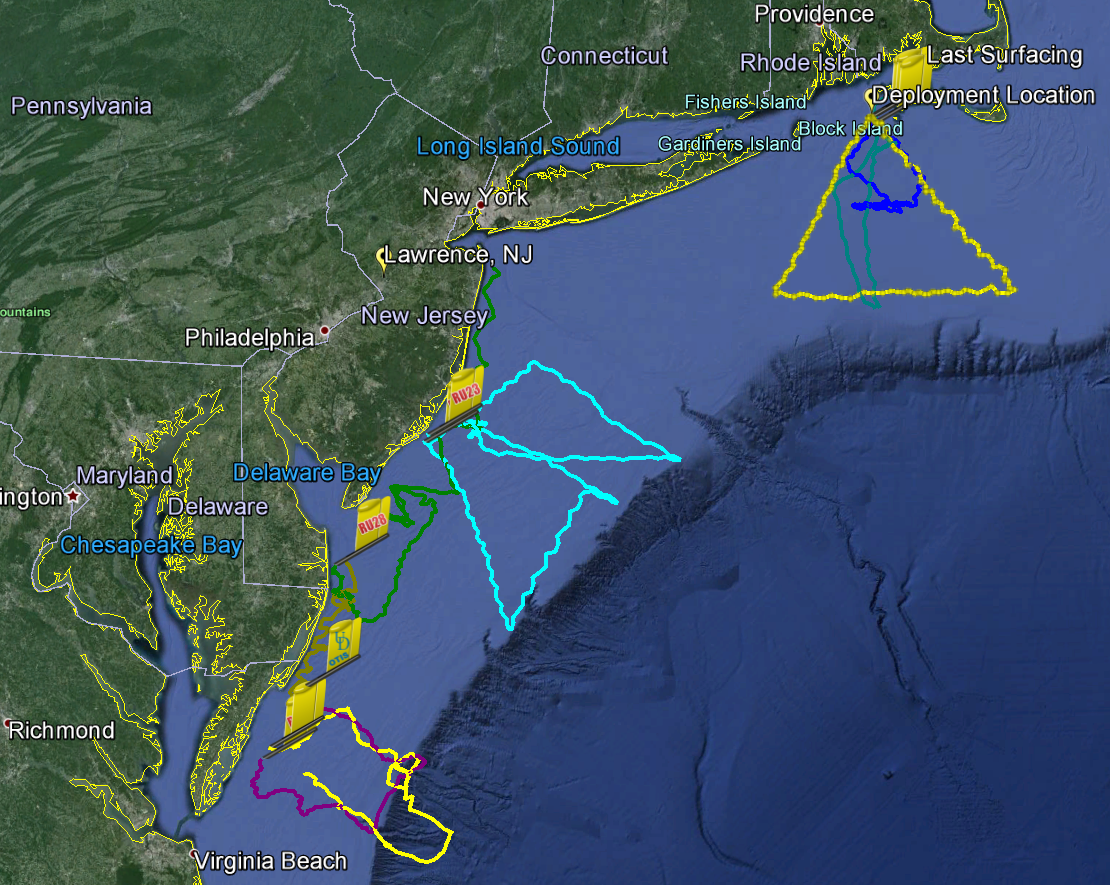 Providence
Connecticut
Rhode Island
Last Surfacing
Pennsylvania
Fishers Island
Deployment Location
Block Island
Long Island Sound
Gardiners Island
New York
Lawrence, NJ
ountains
New Jersey
Philadelphia
RU23
Maryland
Delaware Bay
ington
Delaware
RU28
Chesapeake Bay
UD
OTIS
Richmond
Virginia Beach